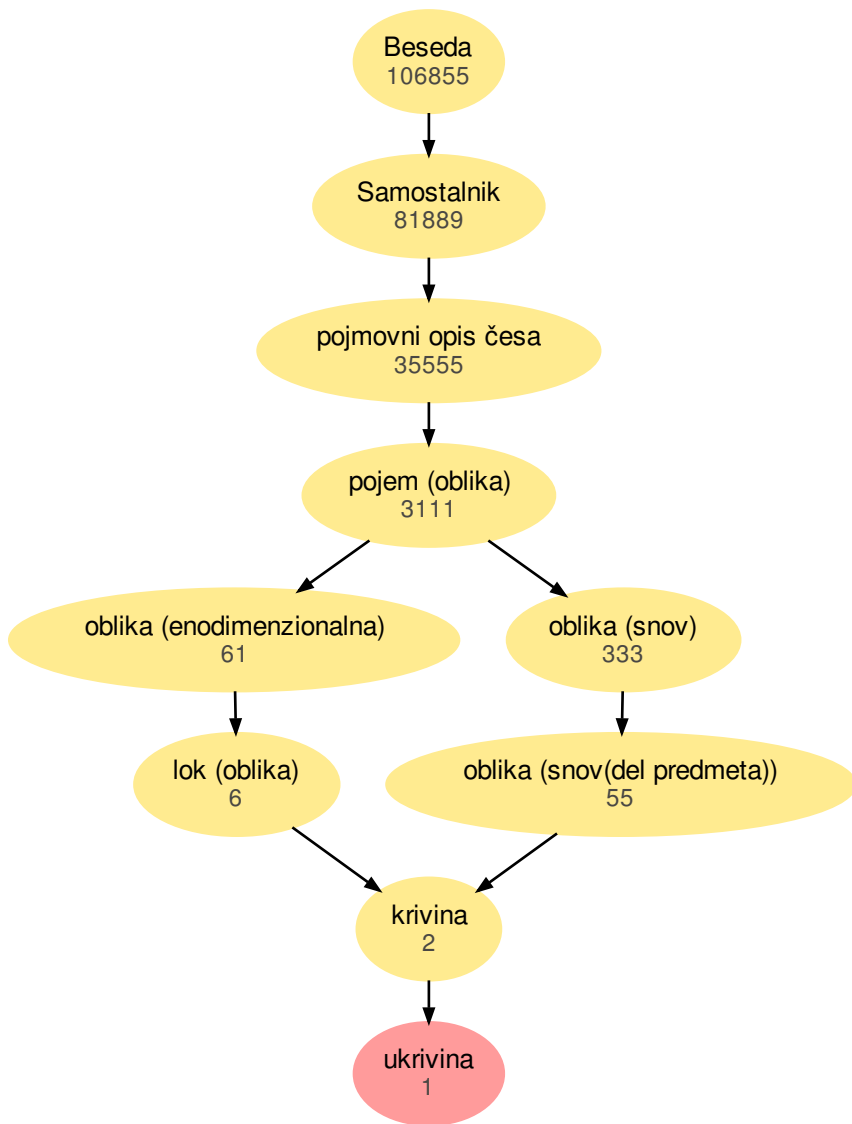 Beseda
106855
Samostalnik
81889
pojmovni opis česa
35555
pojem (oblika)
3111
oblika (enodimenzionalna)
61
oblika (snov)
333
lok (oblika)
6
oblika (snov(del predmeta))
55
krivina
2
ukrivina
1